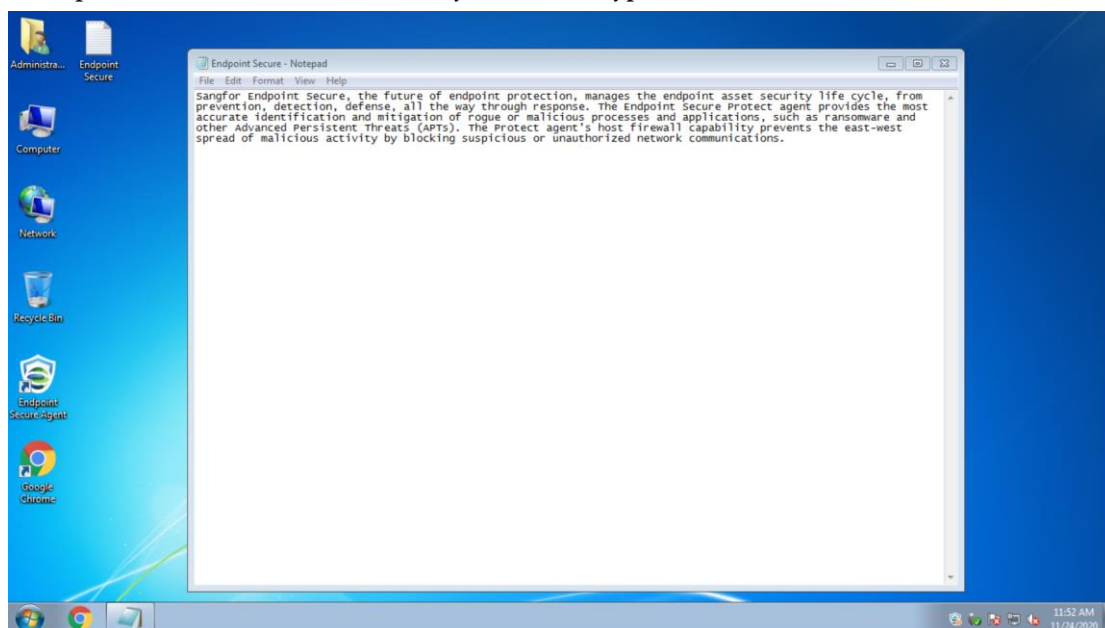 Administra...
Endpoint
Secure
Computer
Network
Recycle Bin
Endpoint
Secure Agent
Google
Chrome
Endpoint Secure - Notepad
File Edit Format View Help
Sangfor Endpoint Secure, the future of endpoint protection, manages the endpoint asset security life cycle, from
prevention, detection, defense, all the way through response. The Endpoint Secure Protect agent provides the most
accurate identification and mitigation of rogue or malicious processes and applications, such as ransomware and
other Advanced Persistent Threats (APTs). The Protect agent's host firewall capability prevents the east-west
spread of malicious activity by blocking suspicious or unauthorized network communications.
11:52 AM
11/24/2020